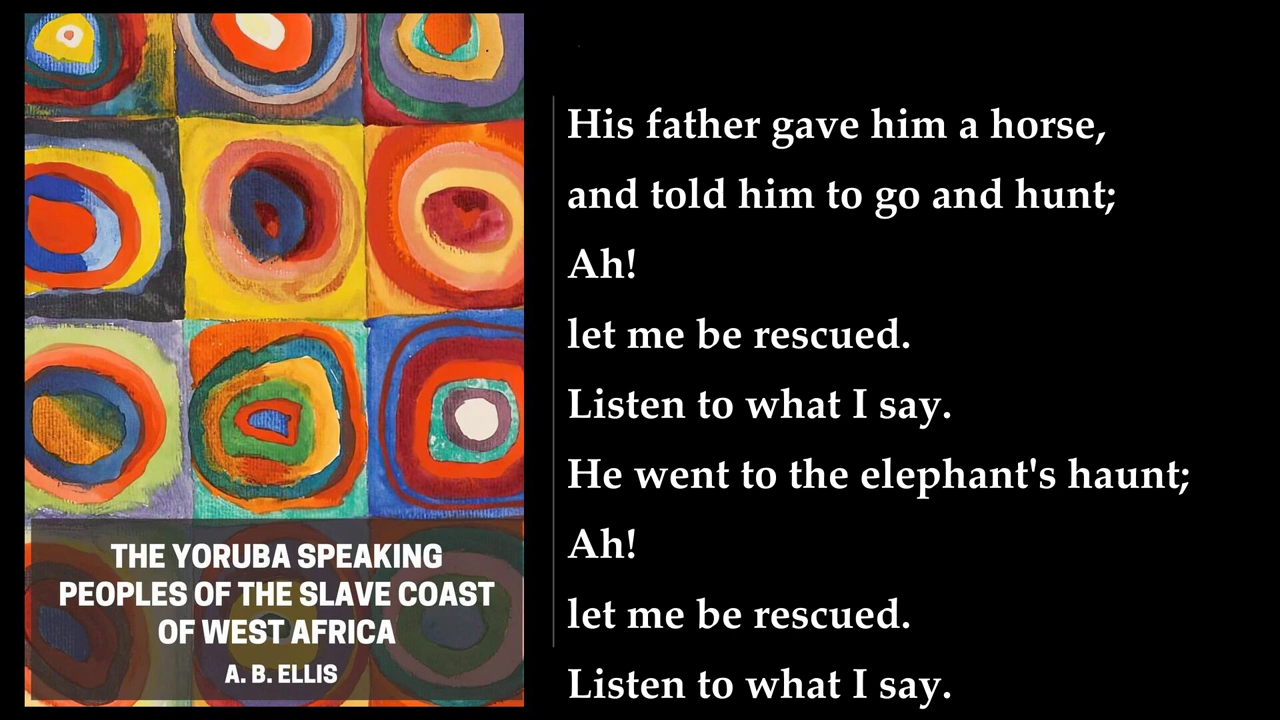 THE YORUBA SPEAKING
PEOPLES OF THE SLAVE COAST
OF WEST AFRICA
A. B. ELLIS
His father gave him a horse,
and told him to go and hunt;
Ah!
let me be rescued.
Listen to what I say.
He went to the elephant's haunt;
Ah!
let me be rescued.
Listen to what I say.